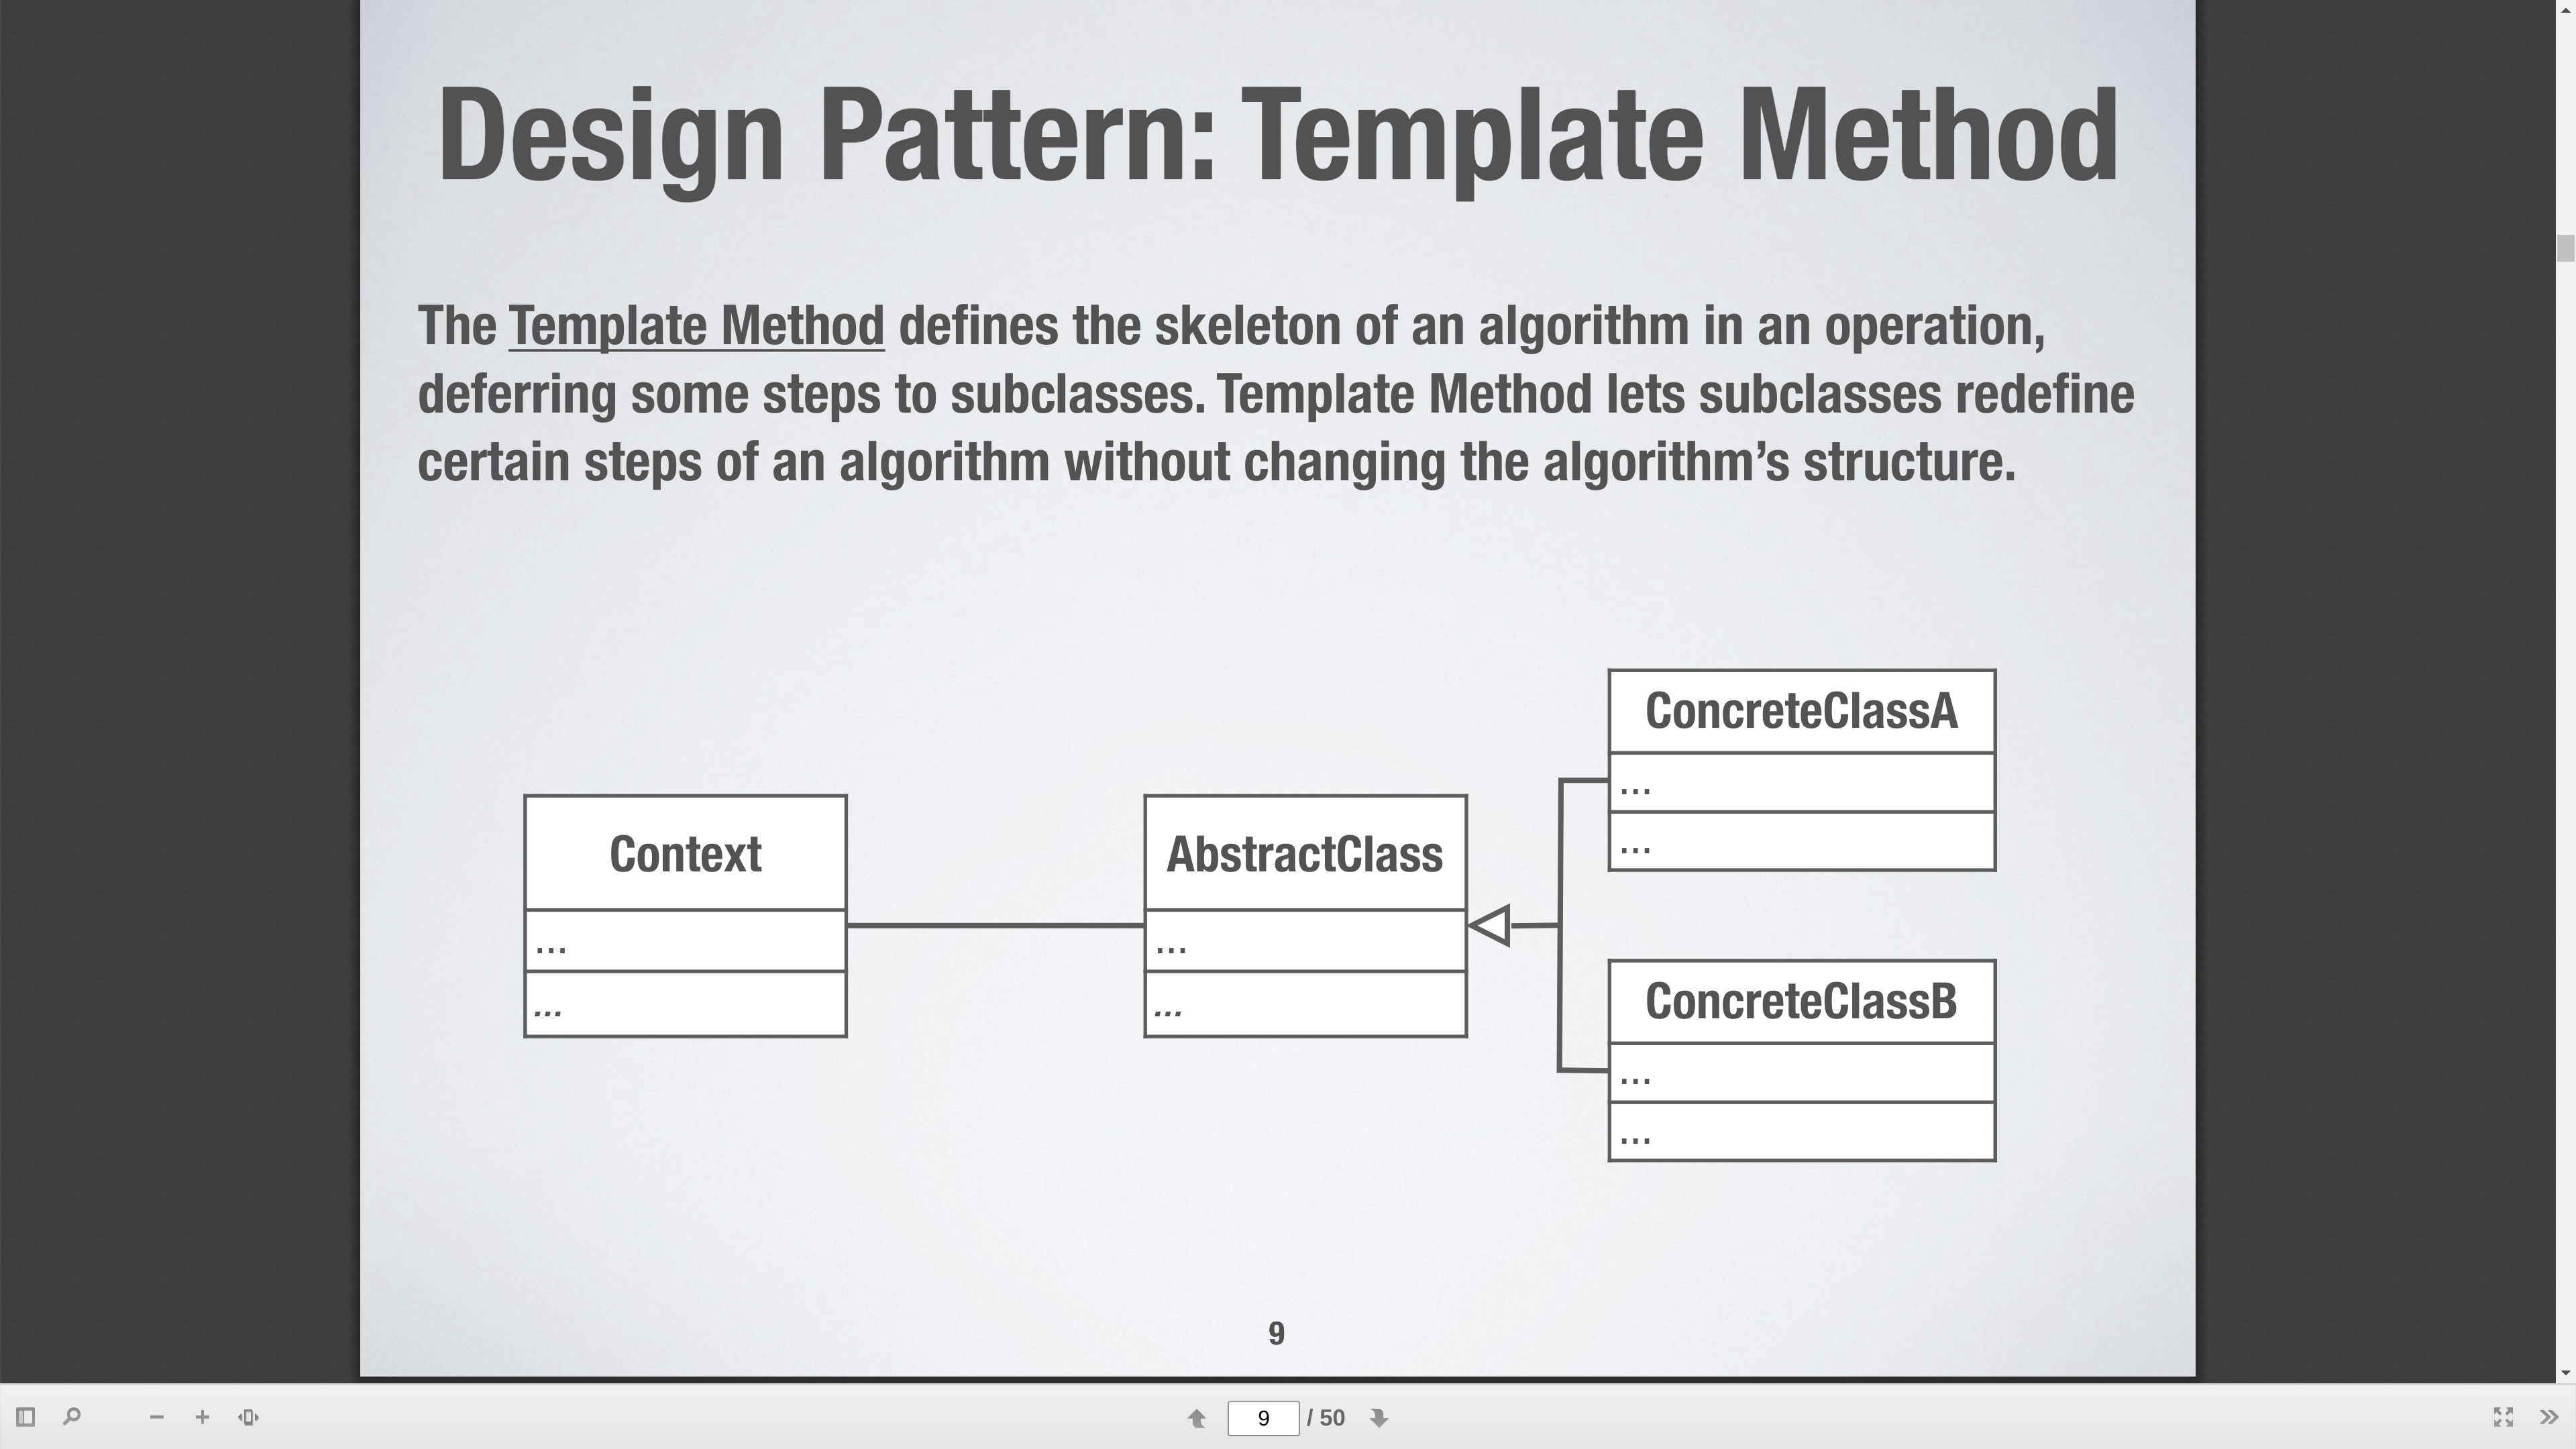 Design Pattern: Template Method
The Template Method defines the skeleton of an algorithm in an operation,
deferring some steps to subclasses. Template Method lets subclasses redefine
certain steps of an algorithm without changing the algorithm’s structure.
ConcreteClassA
...
...
Context
...
...
AbstractClass
...
...
ConcreteClassB
...
...
9
9 / 50